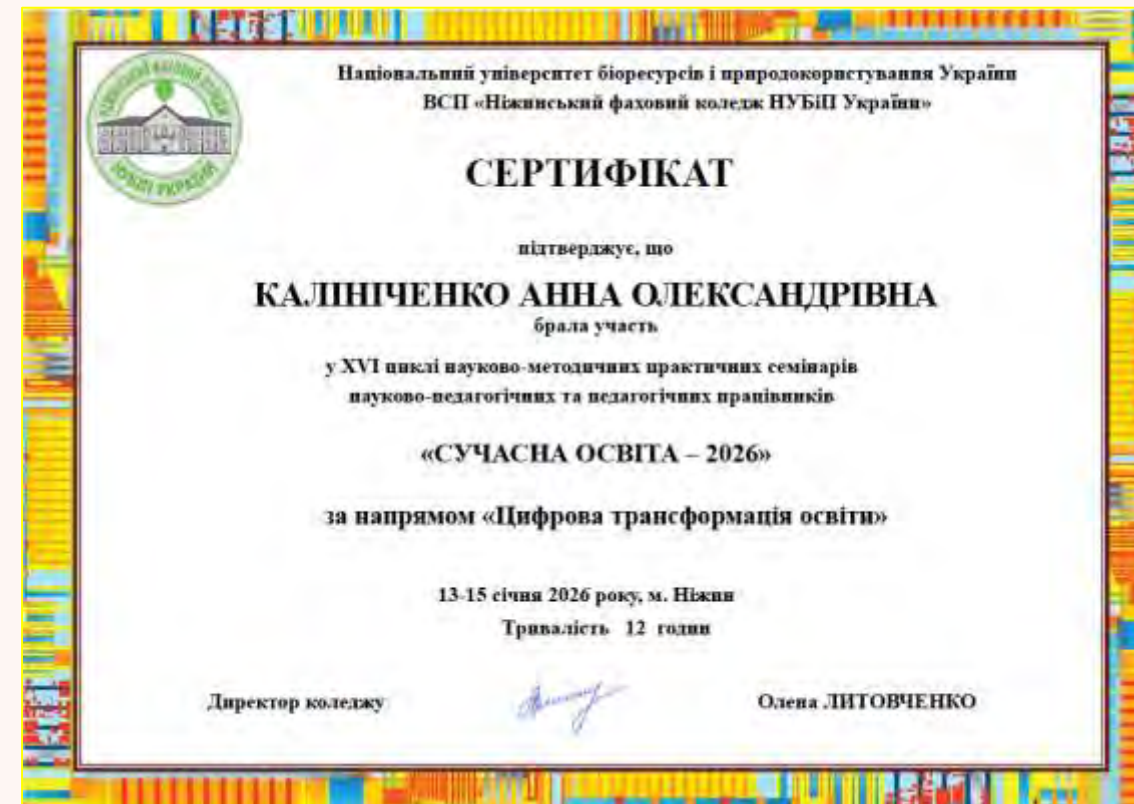 Національний університет біоресурсів і природокористування України
ВСП «Ніжинський фаховий коледж НУБіП України»
НУБІП УКРАЇНИ
СЕРТИФІКАТ
підтверджує, що
КАЛІНІЧЕНКО АННА ОЛЕКСАНДРІВНА
брала участь
у XVI циклі науково-методичних практичних семінарів
науково-педагогічних та педагогічних працівників
«СУЧАСНА ОСВІТА – 2026»
за напрямом «Цифрова трансформація освіти»
13-15 січня 2026 року, м. Ніжин
Тривалість 12 годин
Директор коледжу
Олена ЛИТОВЧЕНКО